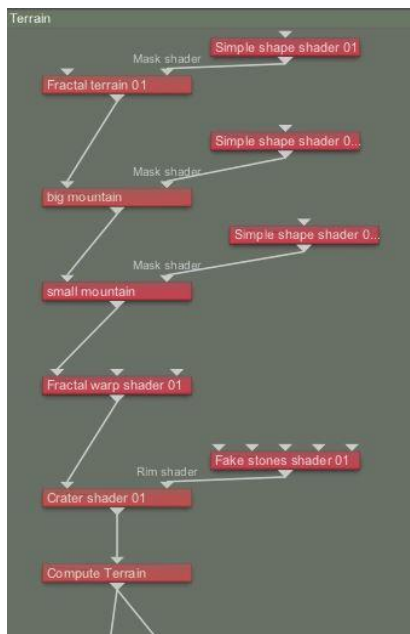 Terrain
Simple shape shader 01
Mask shader
Fractal terrain 01
Simple shape shader 0...
Mask shader
big mountain
Simple shape shader 0...
Mask shader
small mountain
Fractal warp shader 01
Fake stones shader 01
Rim shader
Crater shader 01
Compute Terrain